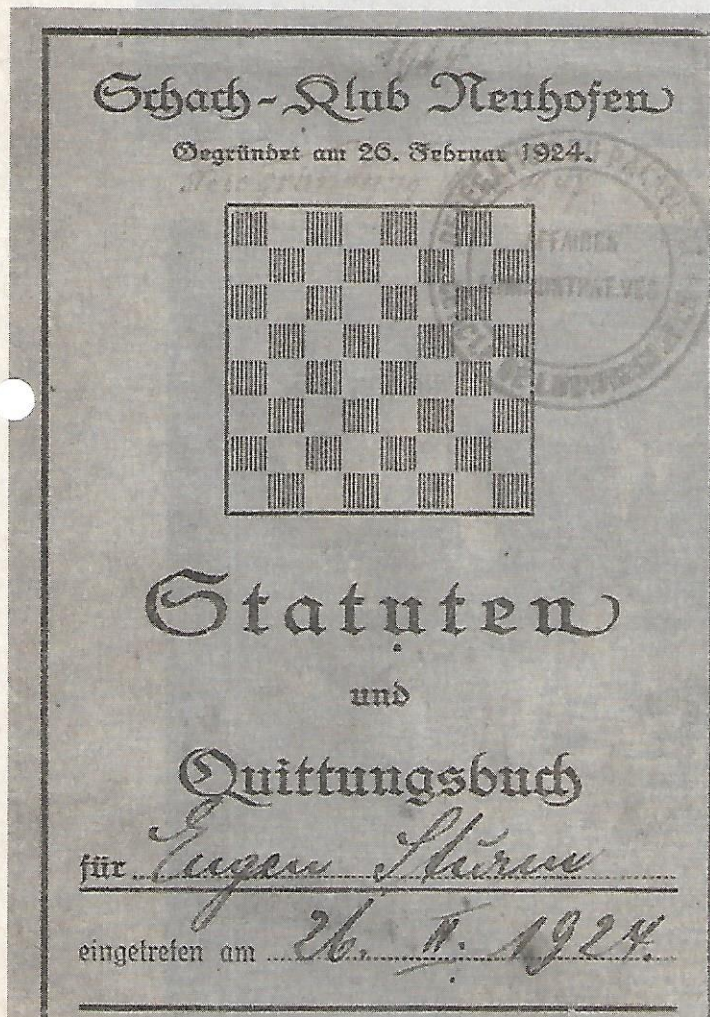 Schach-Klub Neuhofen
Gegründet am 26. Februar 1924.
AFFAIRES
Statuten
und
Quittungsbuch
für Eugen Sturm
eingetreten am 26. II. 1924.